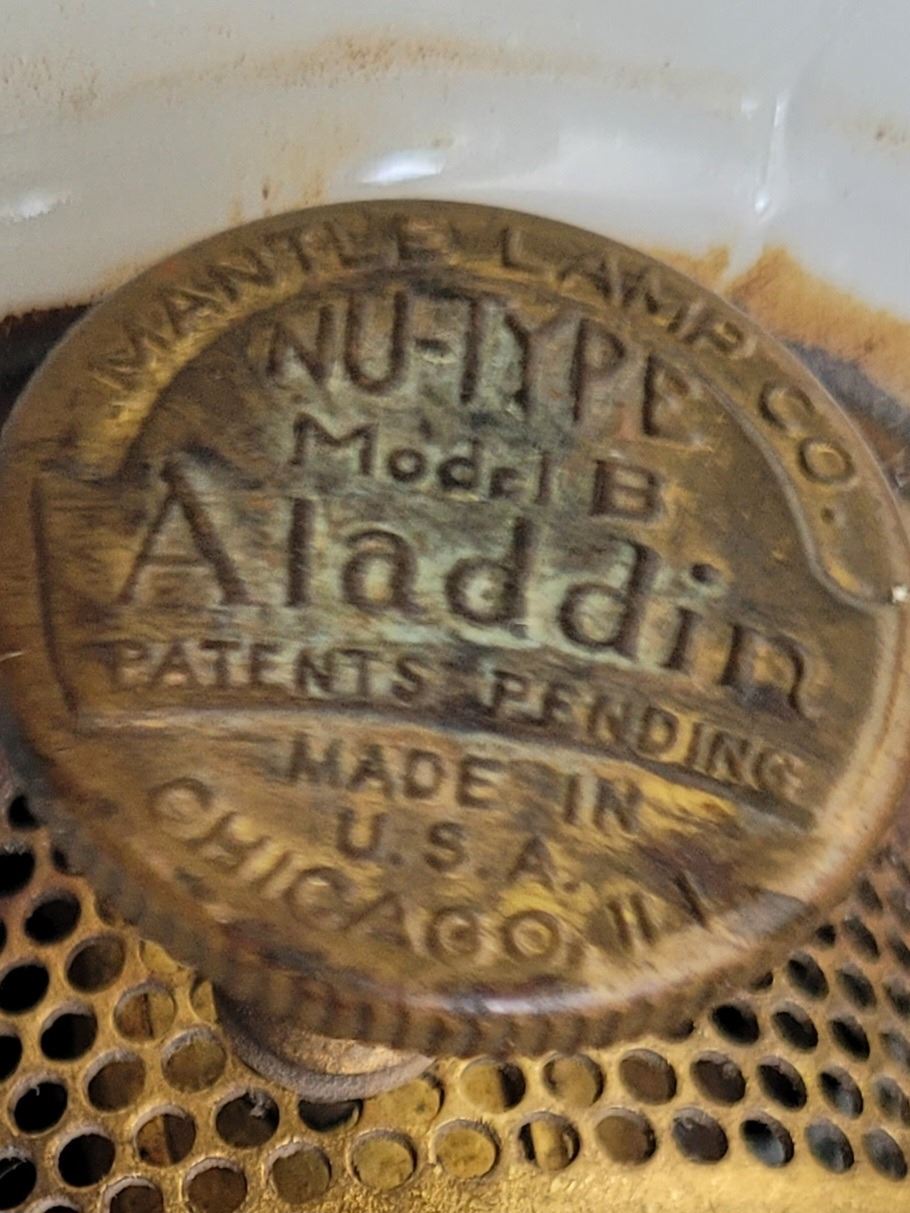 MANTLE LAMP CO.
NU-TYPE
Model B
Aladdin
PATENTS PENDING
MADE IN
U.S.A.
CHICAGO, ILL